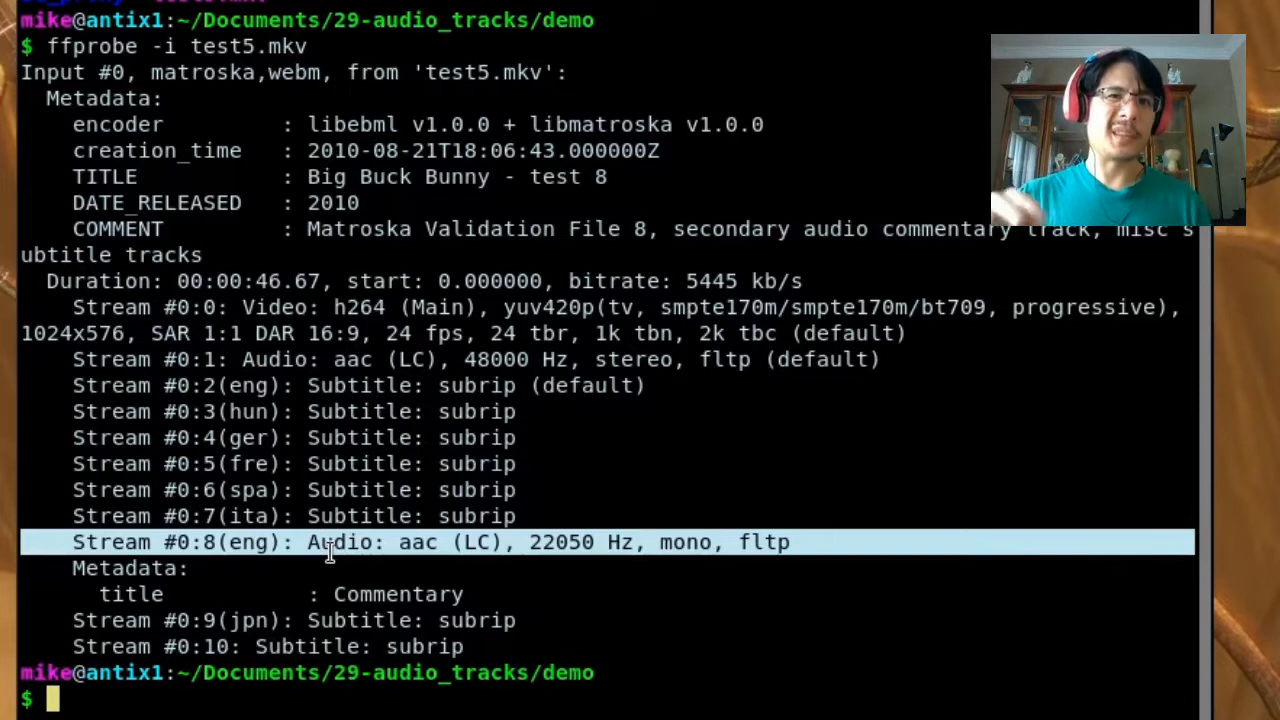 mike@antix1:~/Documents/29-audio_tracks/demo
$ ffprobe -i test5.mkv
Input #0, matroska,webm, from 'test5.mkv':
  Metadata:
    encoder         : libebml v1.0.0 + libmatroska v1.0.0
    creation_time   : 2010-08-21T18:06:43.000000Z
    TITLE           : Big Buck Bunny - test 8
    DATE_RELEASED   : 2010
    COMMENT         : Matroska Validation File 8, secondary audio commentary track, misc s
ubtitle tracks
  Duration: 00:00:46.67, start: 0.000000, bitrate: 5445 kb/s
    Stream #0:0: Video: h264 (Main), yuv420p(tv, smpte170m/smpte170m/bt709, progressive),
1024x576, SAR 1:1 DAR 16:9, 24 fps, 24 tbr, 1k tbn, 2k tbc (default)
    Stream #0:1: Audio: aac (LC), 48000 Hz, stereo, fltp (default)
    Stream #0:2(eng): Subtitle: subrip (default)
    Stream #0:3(hun): Subtitle: subrip
    Stream #0:4(ger): Subtitle: subrip
    Stream #0:5(fre): Subtitle: subrip
    Stream #0:6(spa): Subtitle: subrip
    Stream #0:7(ita): Subtitle: subrip
    Stream #0:8(eng): Audio: aac (LC), 22050 Hz, mono, fltp
    Metadata:
      title           : Commentary
    Stream #0:9(jpn): Subtitle: subrip
    Stream #0:10: Subtitle: subrip
mike@antix1:~/Documents/29-audio_tracks/demo
$